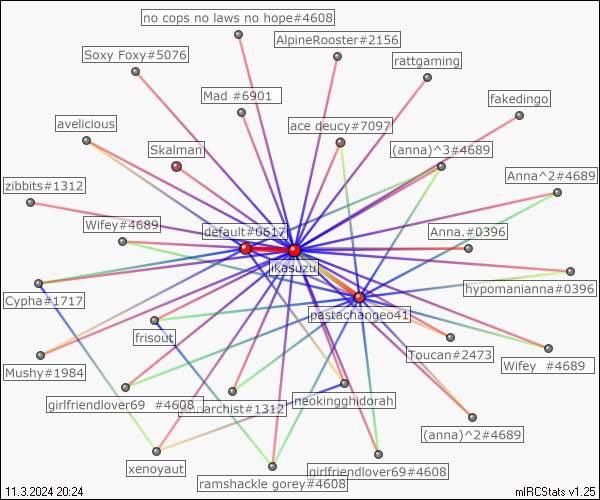 no cops no laws no hope#4608
AlpineRooster#2156
Soxy Foxy#5076
rattgaming
Mad #6901
fakedingo
avelicious
ace deucy#7097
Skalman
(anna)^3#4689
zibbits#1312
Anna^2#4689
Wifey #4689
default#0617
Anna.#0396
ikasuzu
hypomanianna#0396
Cypha#1717
pastachangeo41
frisout
Toucan#2473
Wifey #4689
Mushy#1984
girlfriendlover69 #4608
narchist#1312
neokingghidorah
(anna)^2#4689
xenoyaut
girlfriendlover69#4608
ramshackle gorey#4608
11.3.2024 20:24
mIRCStats v1.25